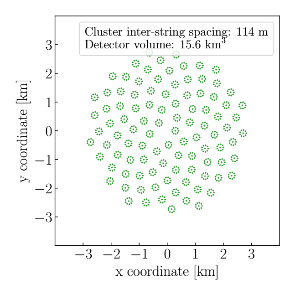 Cluster inter-string spacing: 114 m
Detector volume: 15.6 km³
3
2
1
0
−1
−2
−3
y coordinate [km]
−3 −2 −1 0 1 2 3
x coordinate [km]